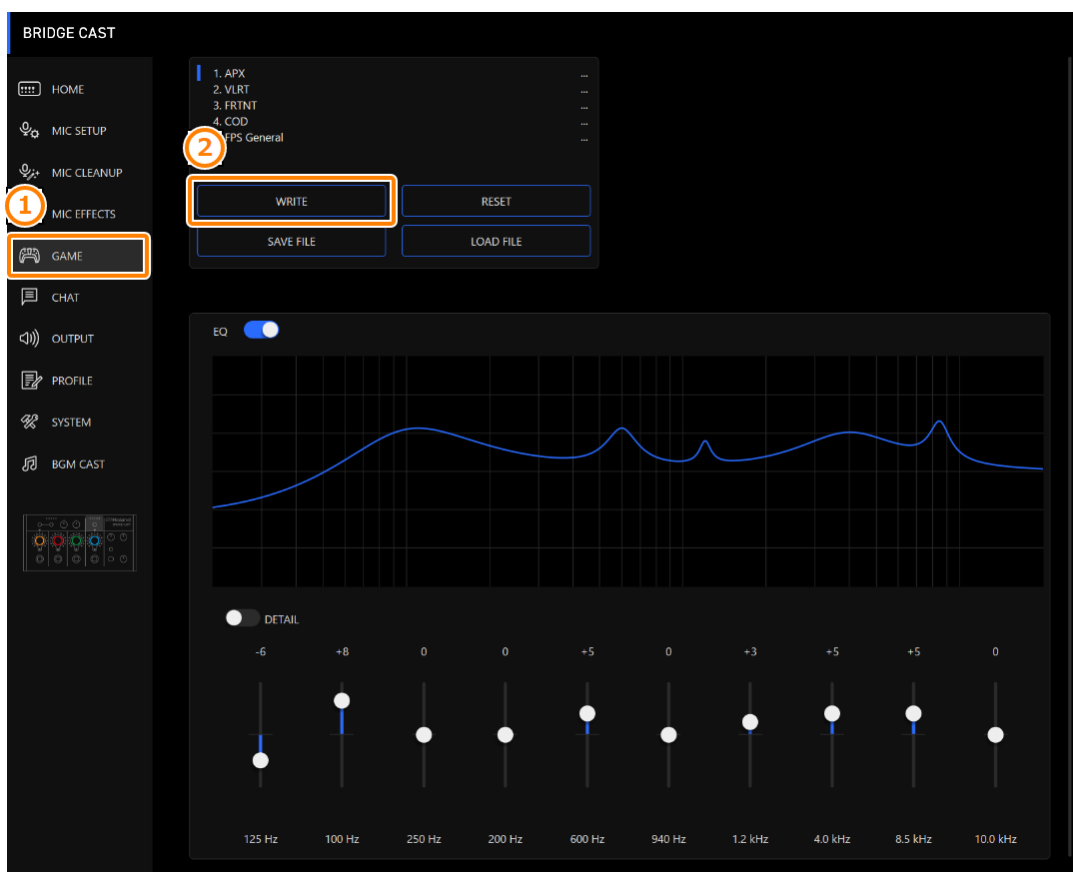 BRIDGE CAST
HOME
MIC SETUP
MIC CLEANUP
1
MIC EFFECTS
GAME
CHAT
OUTPUT
PROFILE
SYSTEM
BGM CAST
1. APX ...
2. VLRT ...
3. FRTNT ...
4. COD ...
FPS General ...
2
WRITE RESET
SAVE FILE LOAD FILE
EQ
DETAIL
-6 +8 0 0 +5 0 +3 +5 +5 0
125 Hz 100 Hz 250 Hz 200 Hz 600 Hz 940 Hz 1.2 kHz 4.0 kHz 8.5 kHz 10.0 kHz